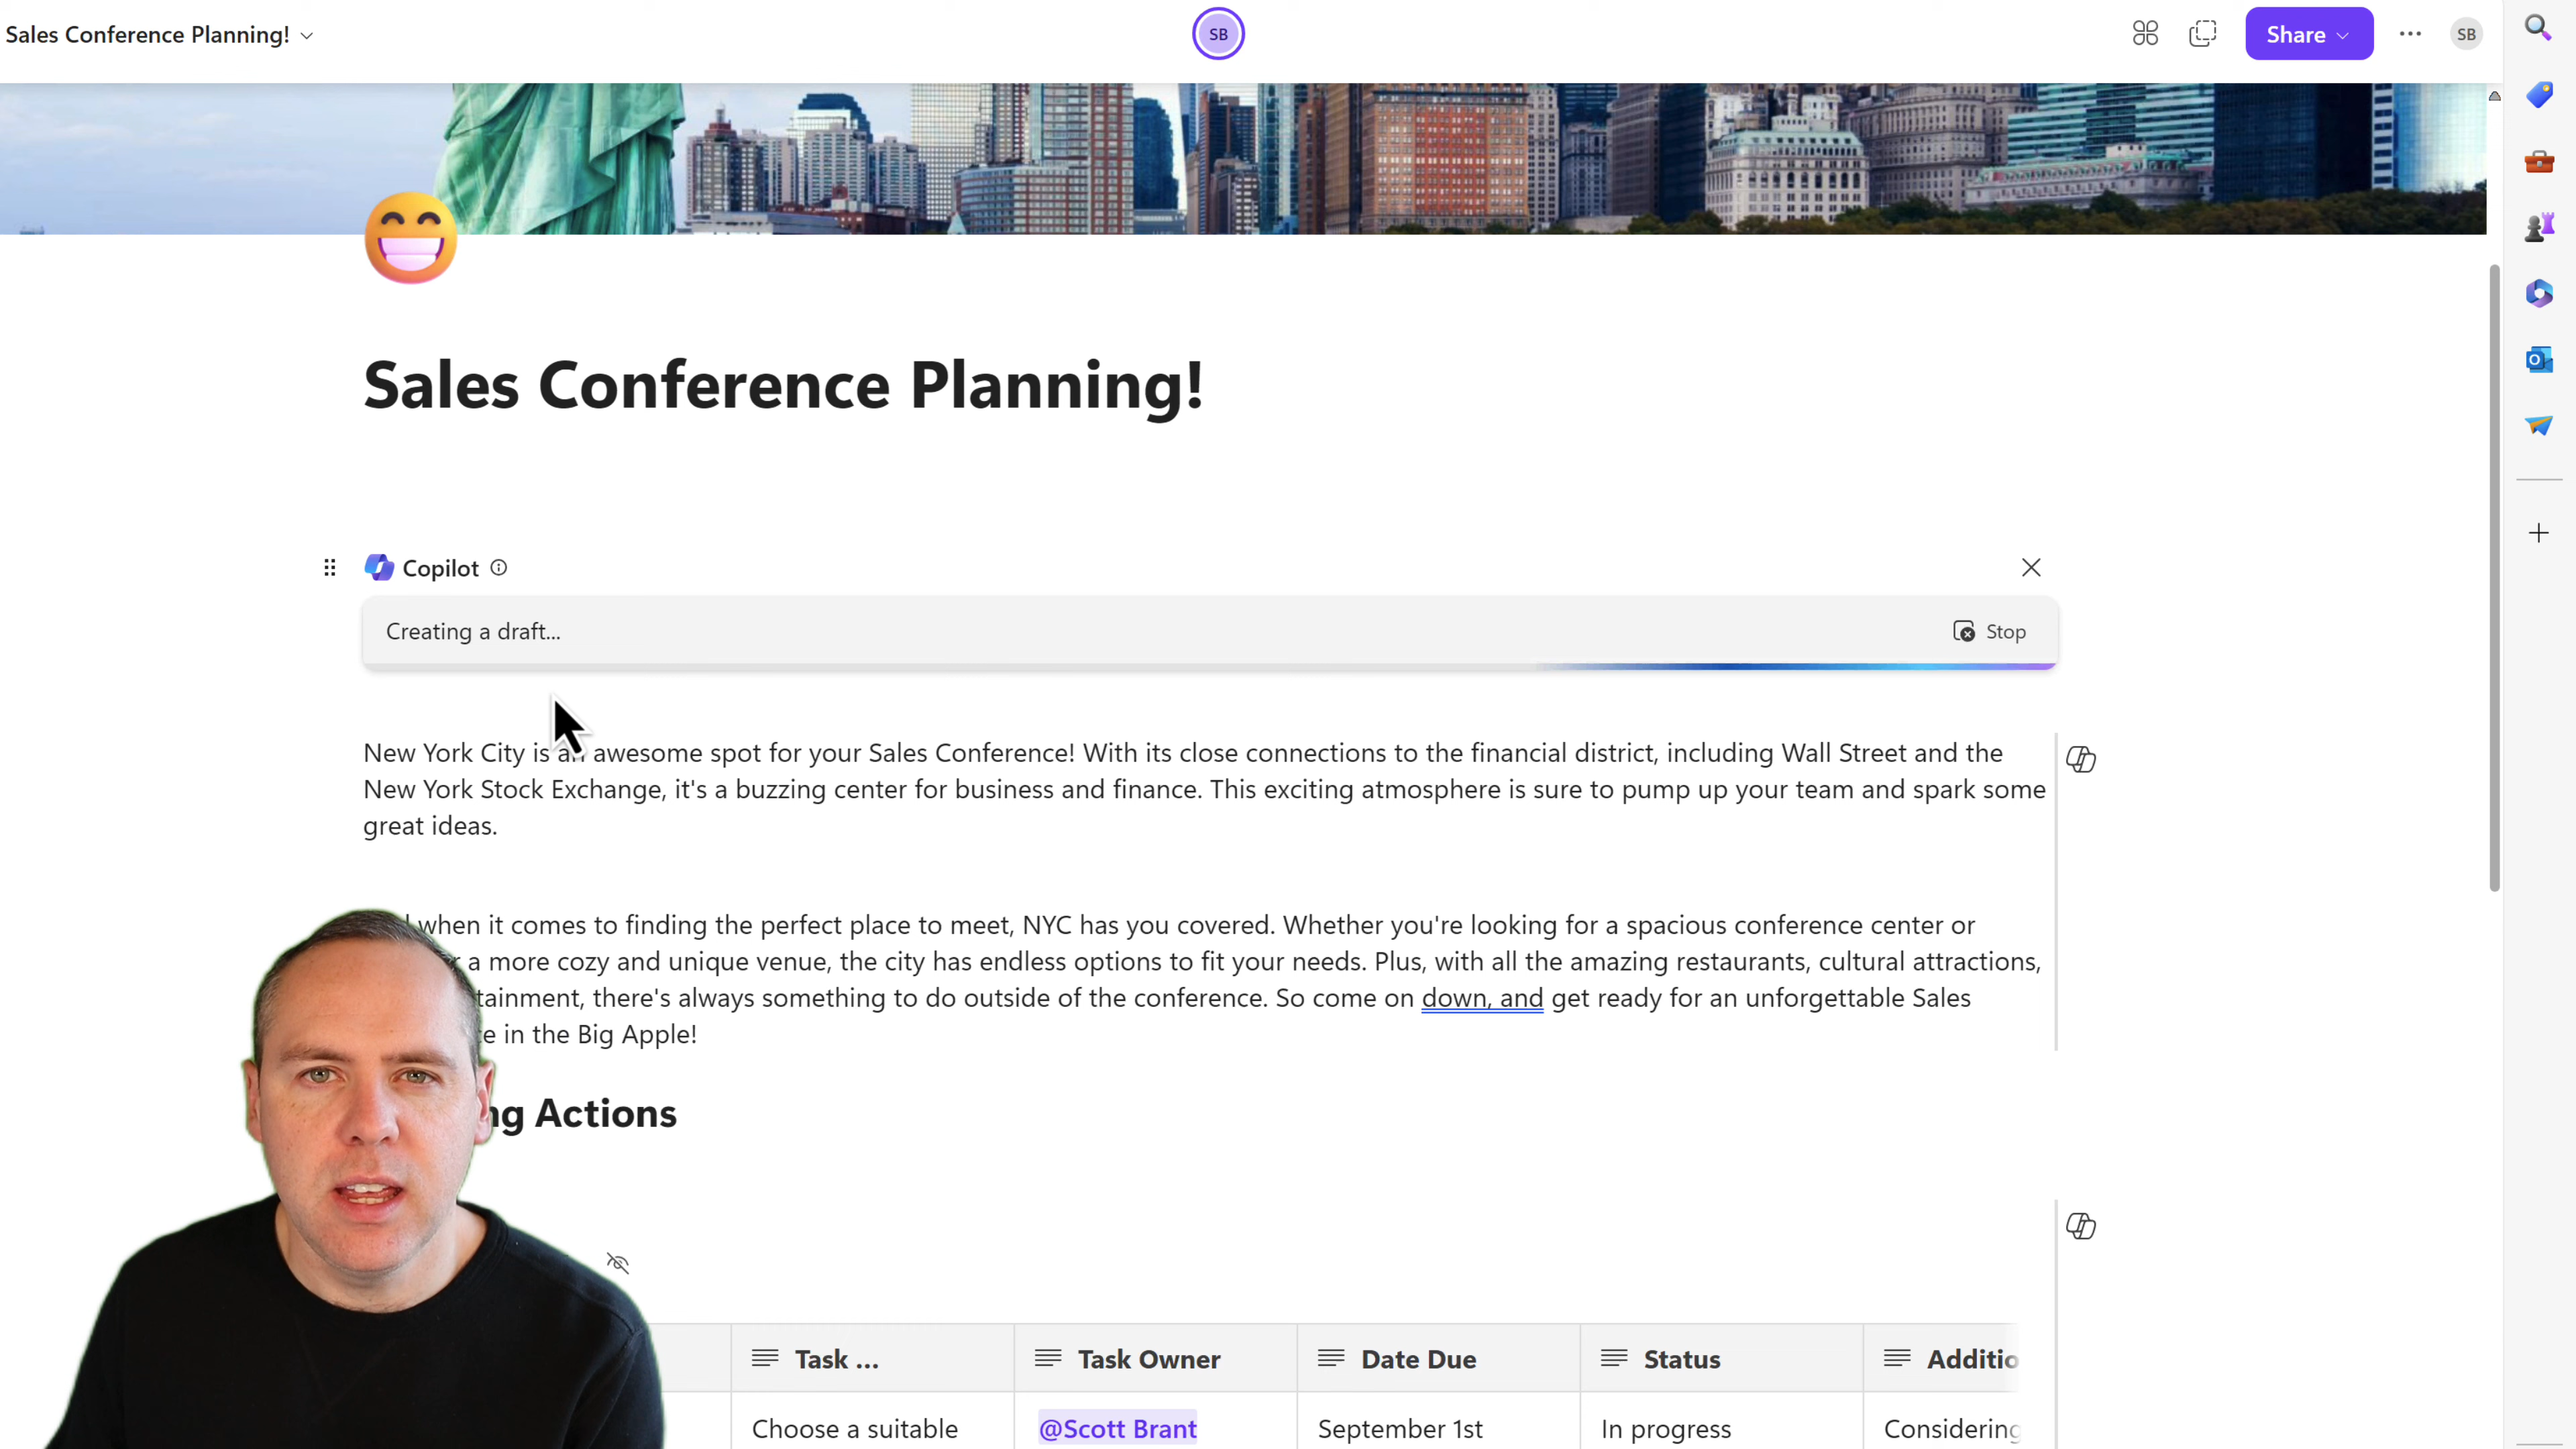 Sales Conference Planning!
SB
Share
SB
Sales Conference Planning!
Copilot
Creating a draft...
Stop
New York City is an awesome spot for your Sales Conference! With its close connections to the financial district, including Wall Street and the
New York Stock Exchange, it's a buzzing center for business and finance. This exciting atmosphere is sure to pump up your team and spark some
great ideas.
when it comes to finding the perfect place to meet, NYC has you covered. Whether you're looking for a spacious conference center or
a more cozy and unique venue, the city has endless options to fit your needs. Plus, with all the amazing restaurants, cultural attractions,
tainment, there's always something to do outside of the conference. So come on down, and get ready for an unforgettable Sales
ce in the Big Apple!
ng Actions
Task ...
Task Owner
Date Due
Status
Additio
Choose a suitable
@Scott Brant
September 1st
In progress
Considering